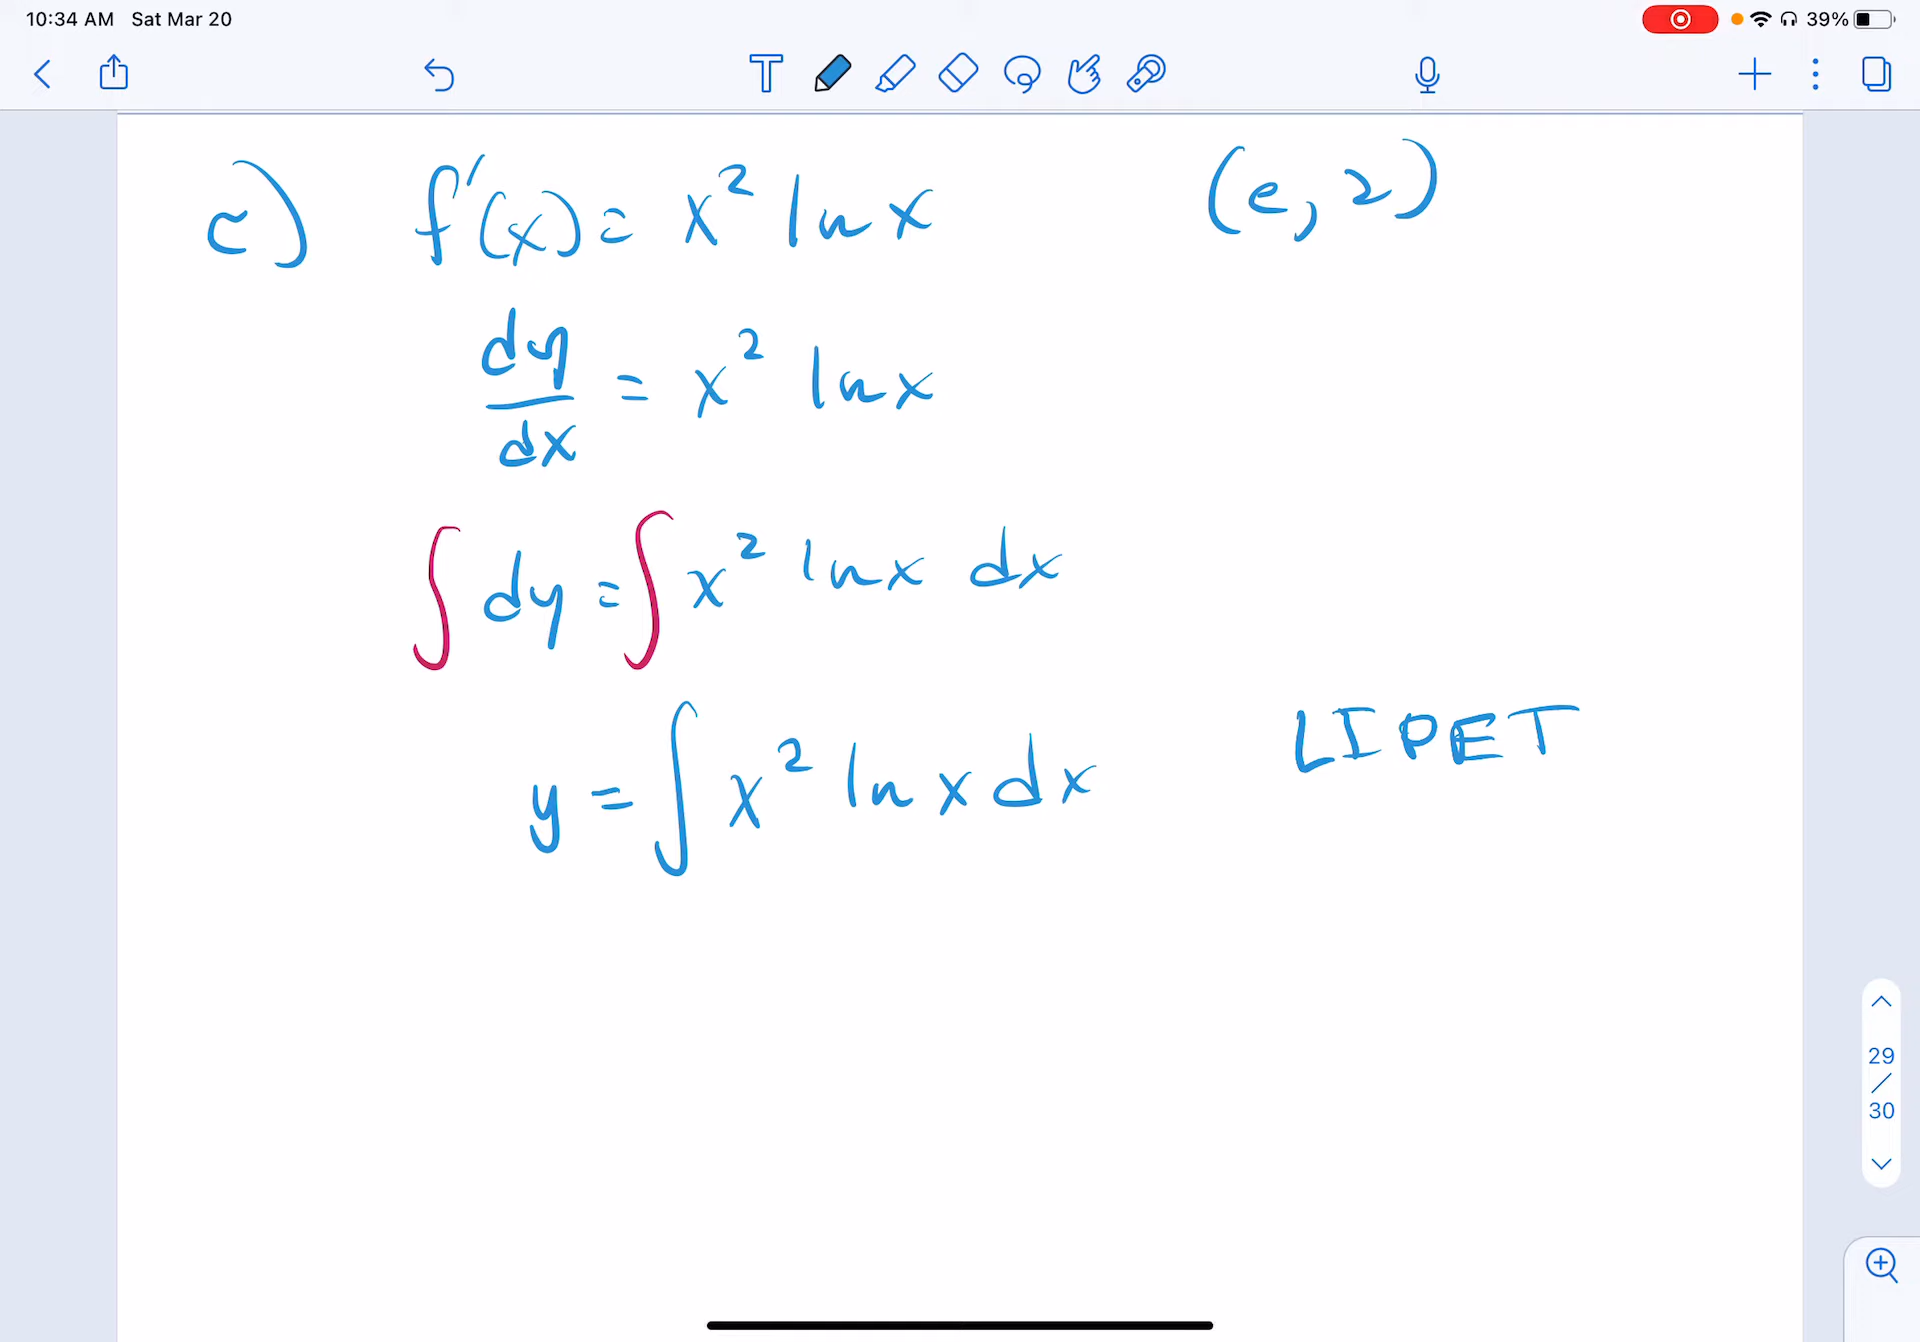 10:34 AM Sat Mar 20
39%
T
c) f'(x) = x² ln x (e, 2)
dy/dx = x² ln x
∫ dy = ∫ x² ln x dx
y = ∫ x² ln x dx LIPET
29
/
30